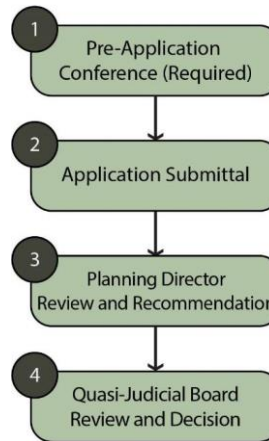 1
Pre-Application
Conference (Required)
2
Application Submittal
3
Planning Director
Review and Recommendation
4
Quasi-Judicial Board
Review and Decision